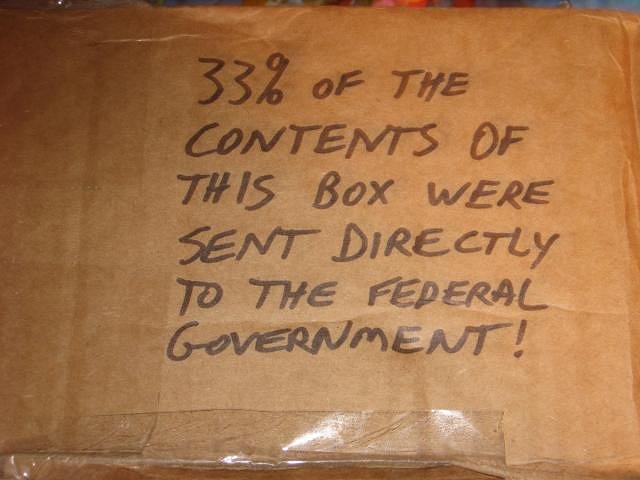 33% OF THE
CONTENTS OF
THIS BOX WERE
SENT DIRECTLY
TO THE FEDERAL
GOVERNMENT!